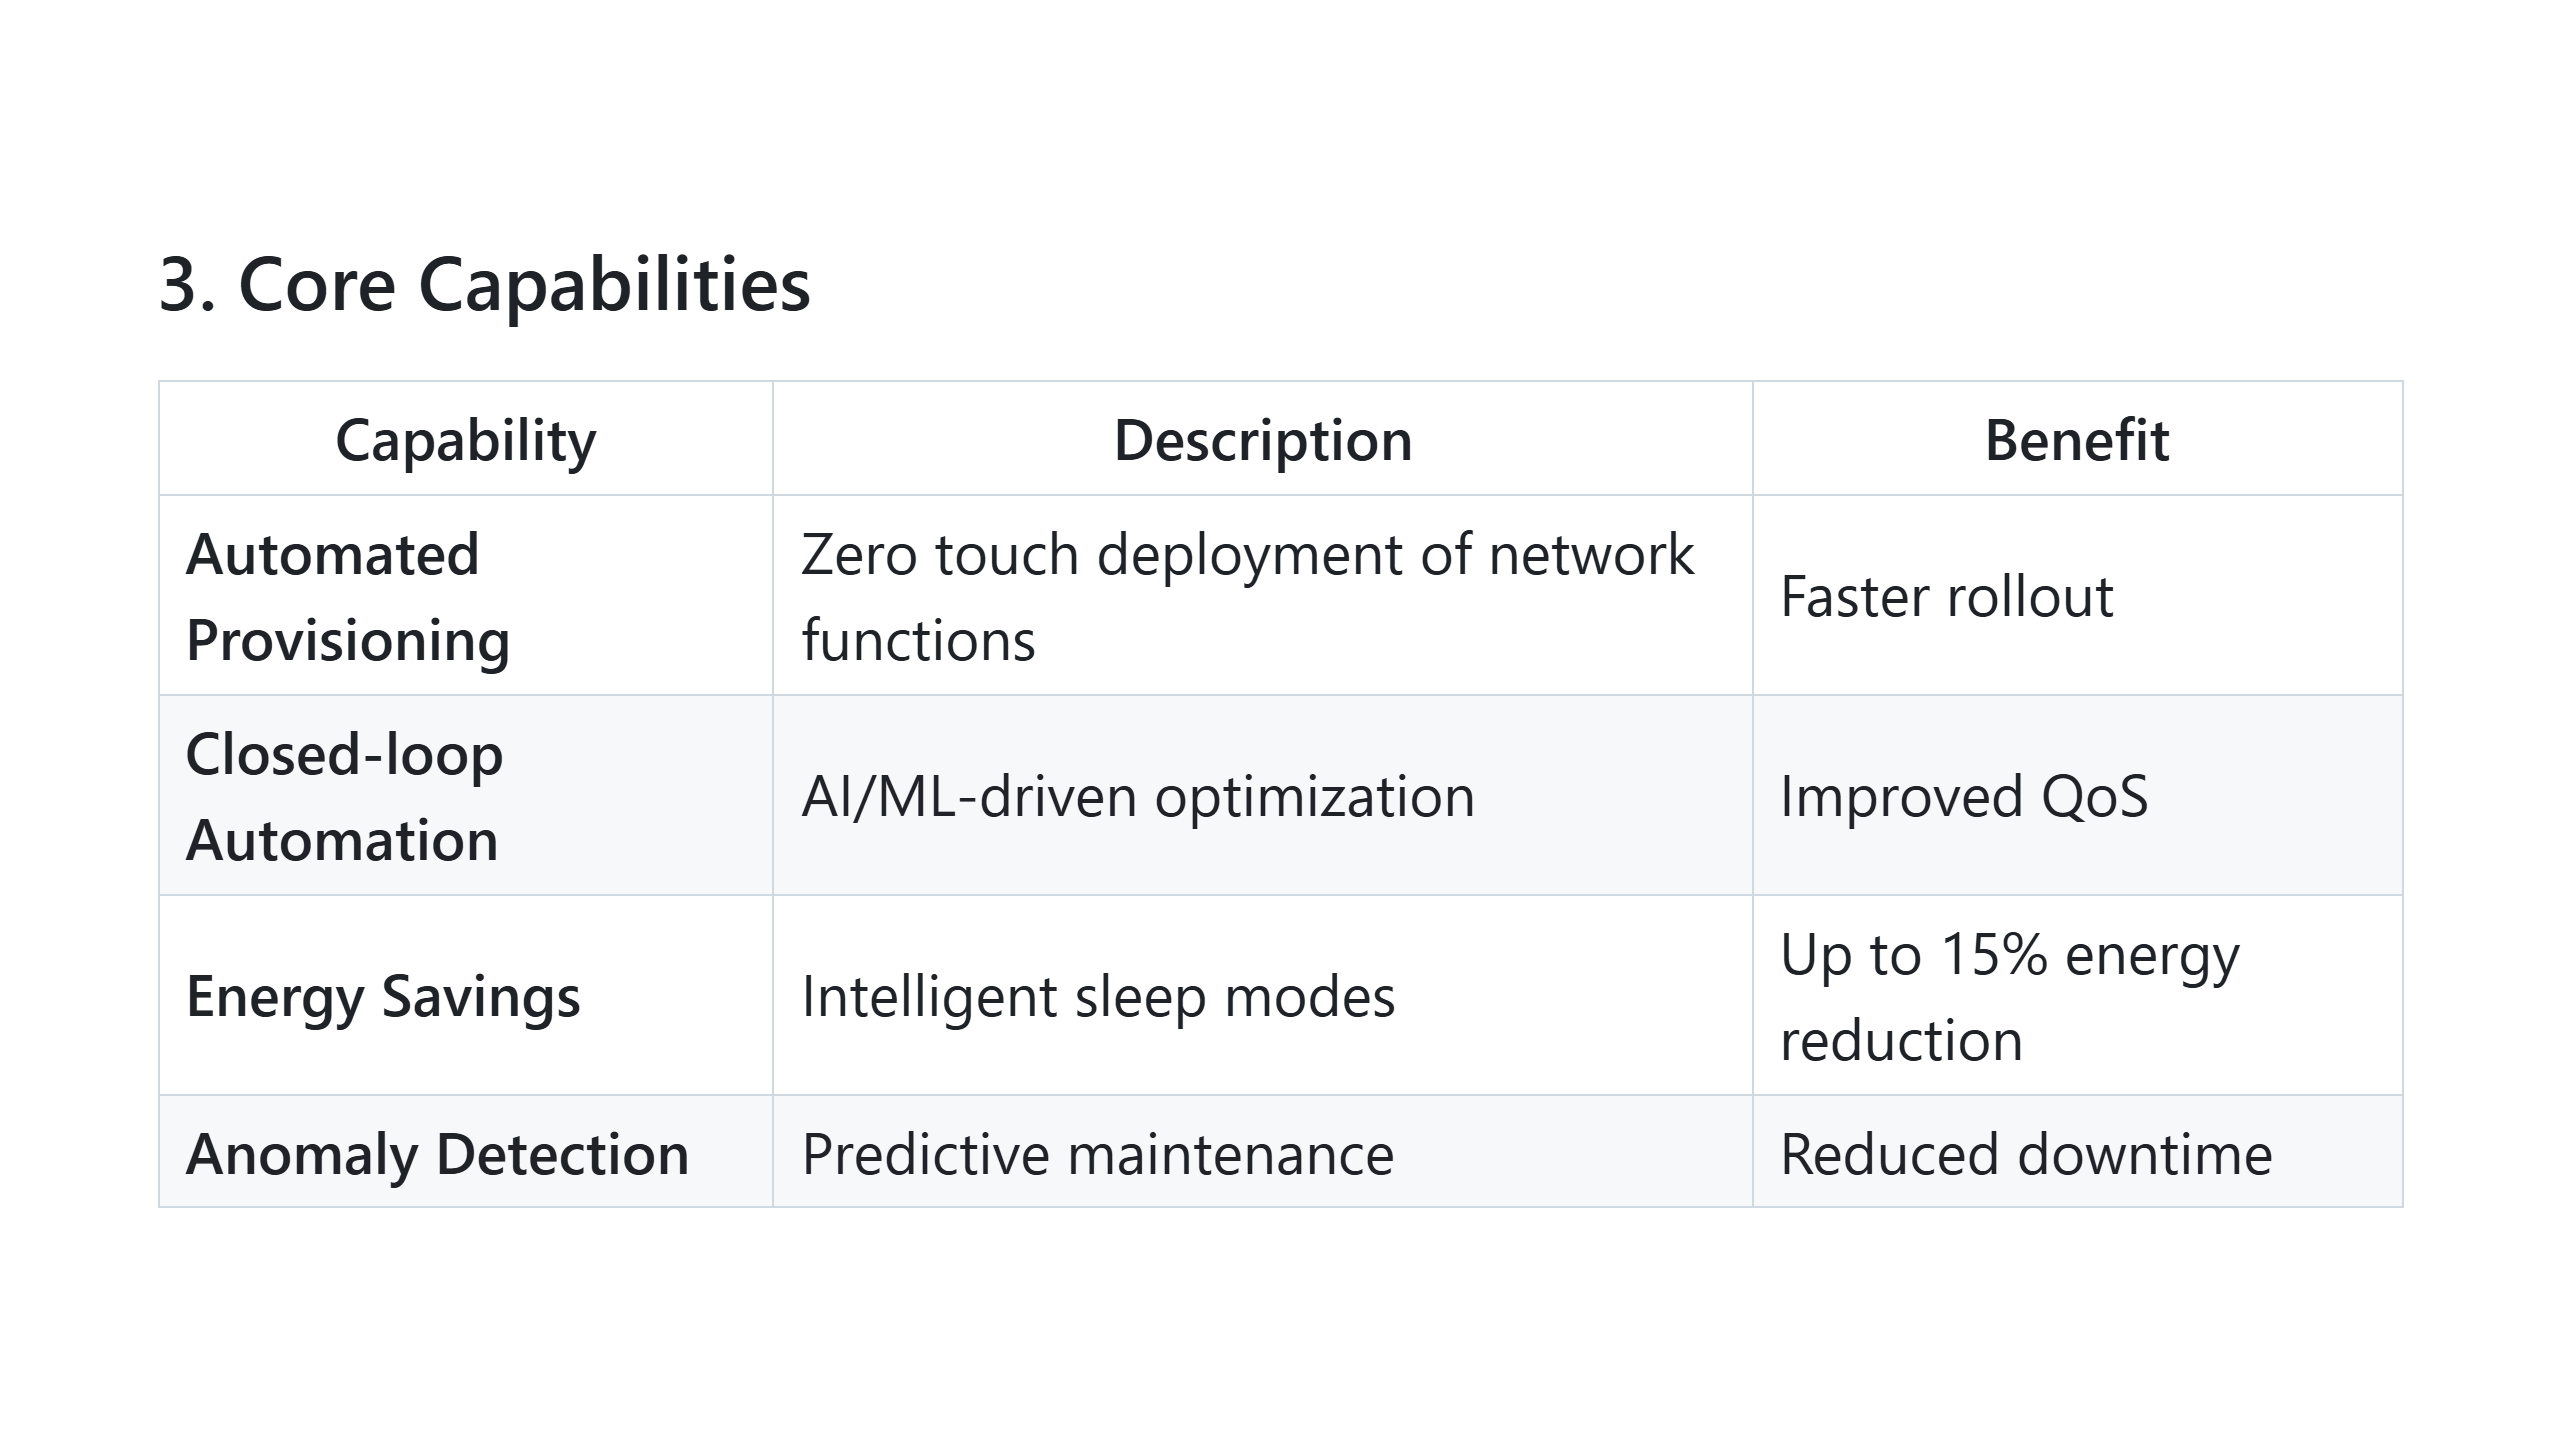 3. Core Capabilities
Capability Description Benefit
Automated
Provisioning
Zero touch deployment of network
functions
Faster rollout
Closed-loop
Automation
AI/ML-driven optimization
Improved QoS
Energy Savings
Intelligent sleep modes
Up to 15% energy
reduction
Anomaly Detection
Predictive maintenance
Reduced downtime